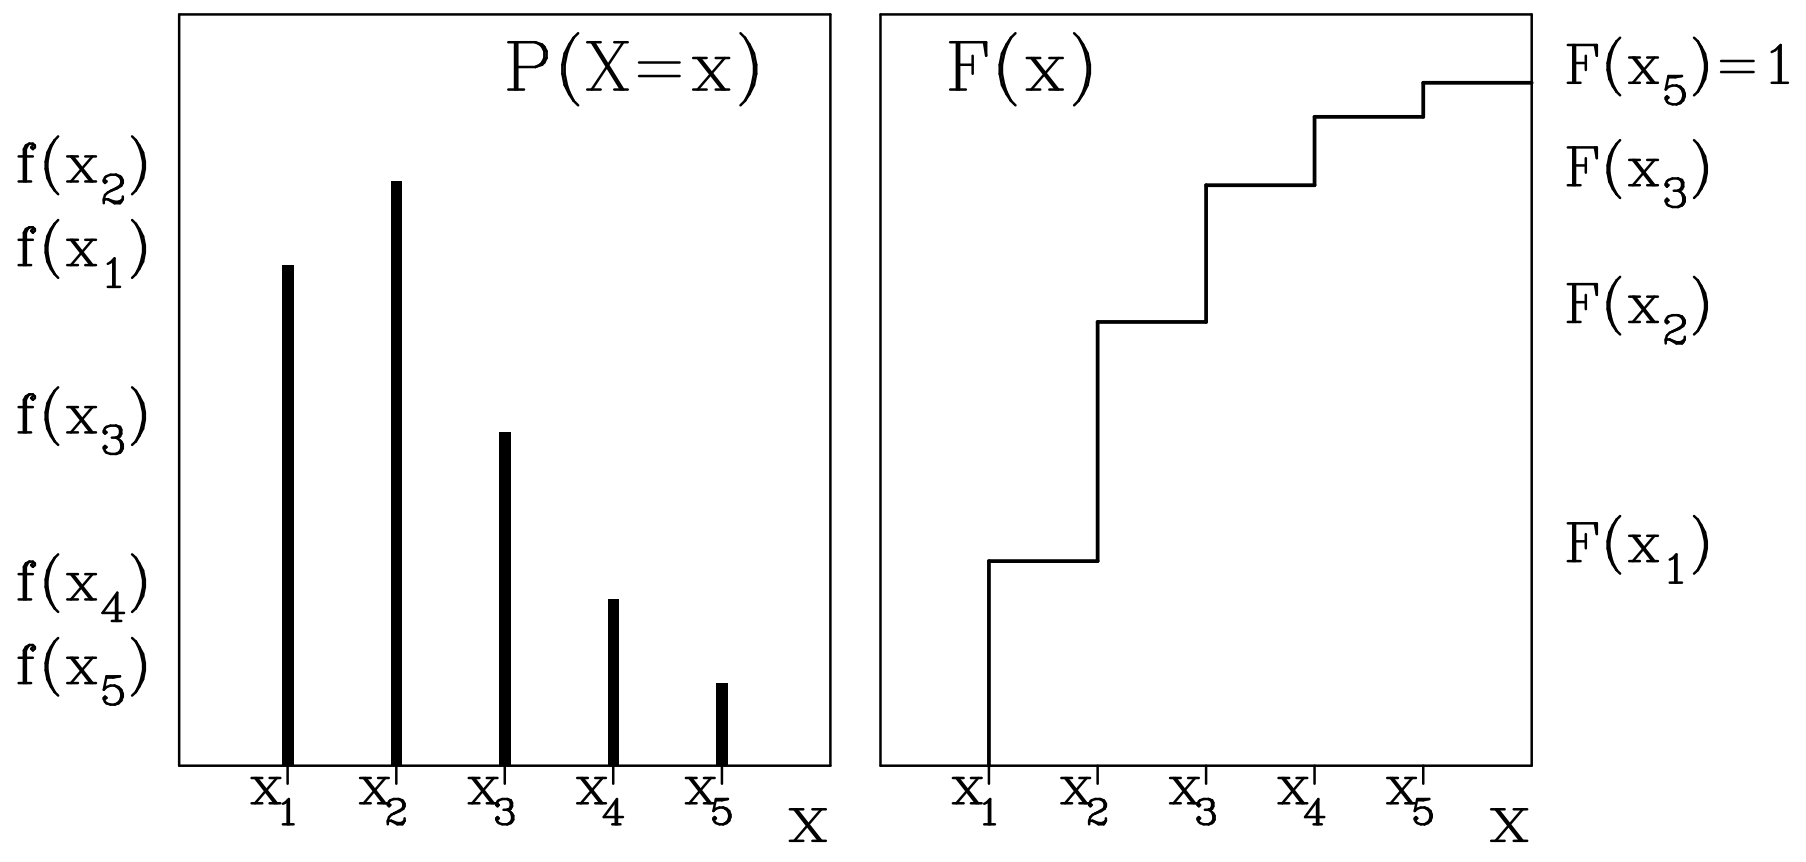 P(X=x)
f(x₂)
f(x₁)
f(x₃)
f(x₄)
f(x₅)
x₁ x₂ x₃ x₄ x₅
X
F(x)
F(x₅)=1
F(x₃)
F(x₂)
F(x₁)
x₁ x₂ x₃ x₄ x₅
X